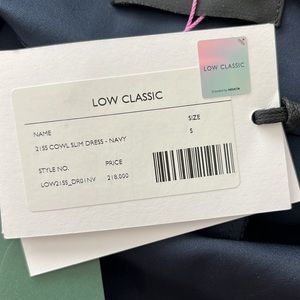 LOW CLASSIC
LOW CLASSIC
NAME
SIZE
21SS COWL SLIM DRESS - NAVY
S
STYLE NO.
PRICE
LOW21SS_DR01NV
218,000